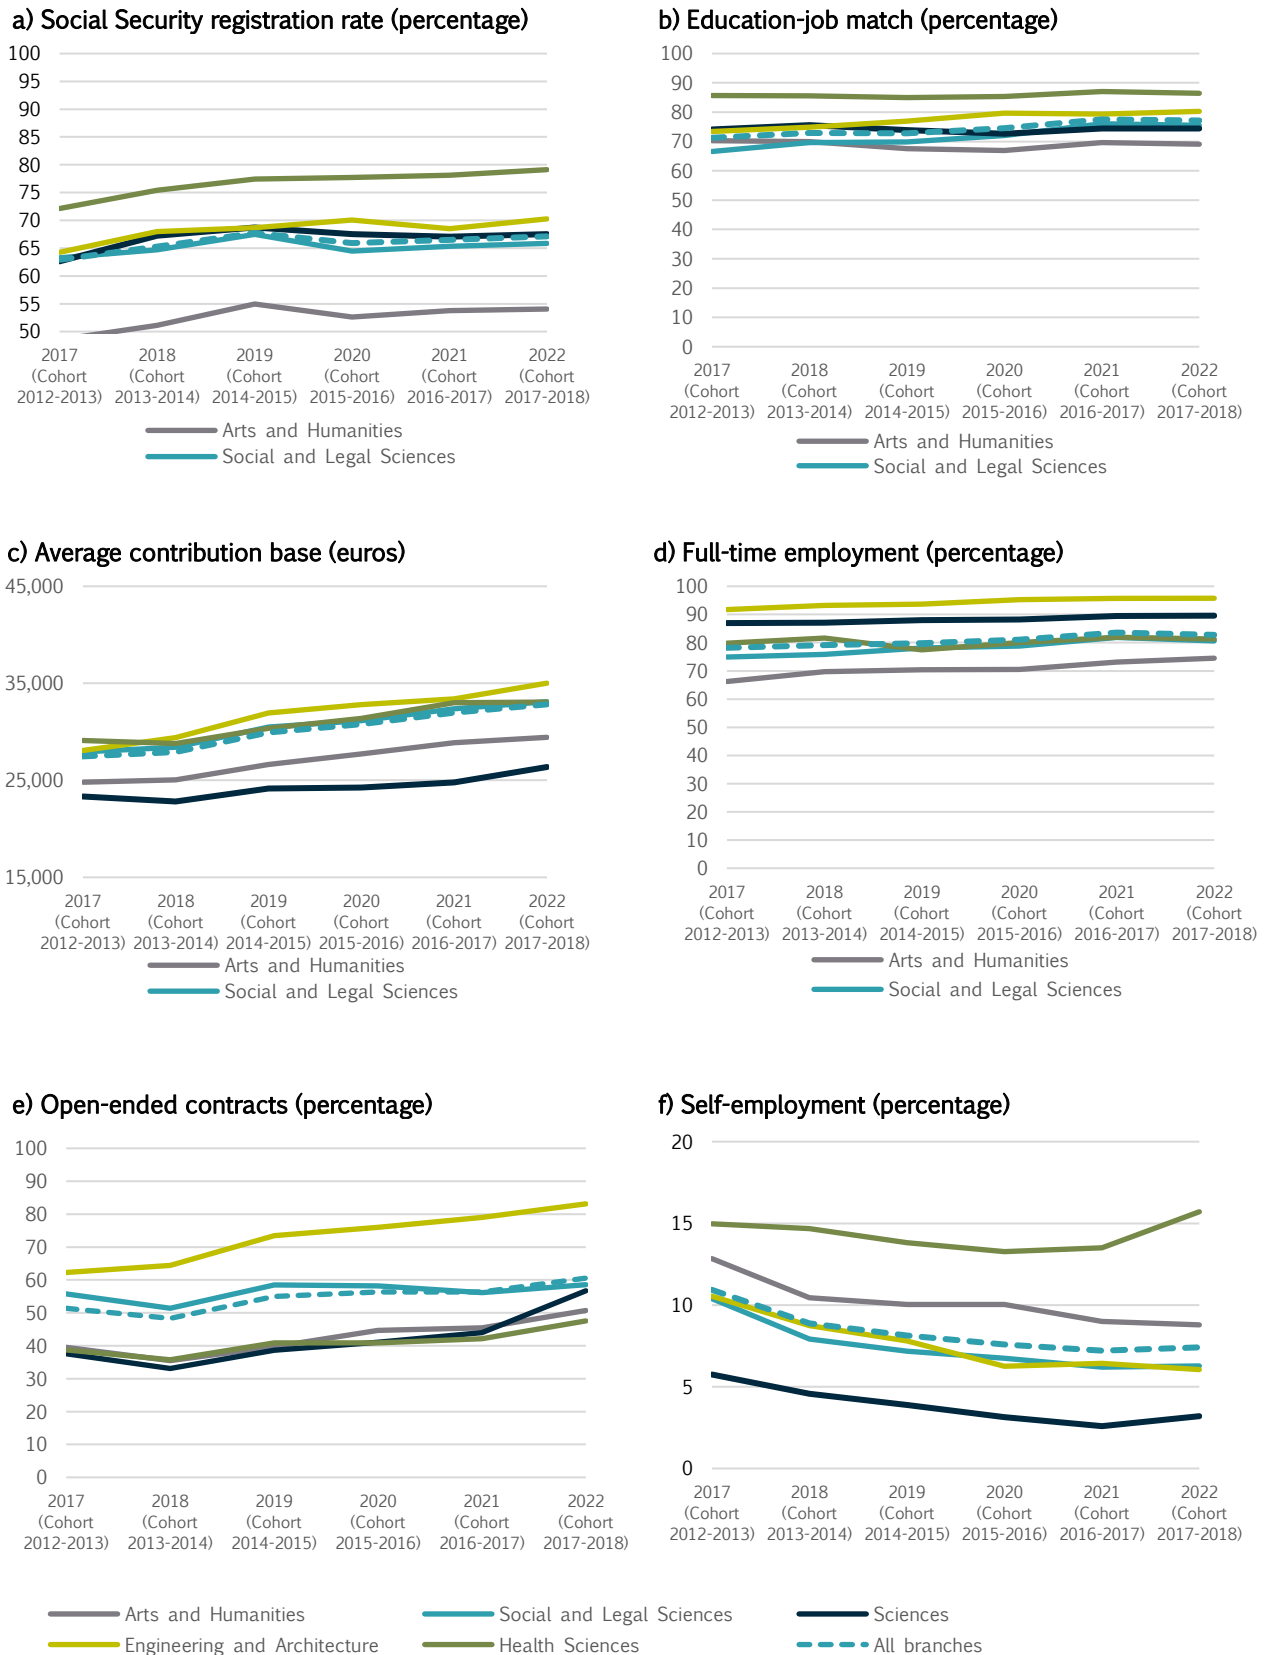 a) Social Security registration rate (percentage)
100
95
90
85
80
75
70
65
60
55
50
2017 2018 2019 2020 2021 2022
(Cohort (Cohort (Cohort (Cohort (Cohort (Cohort
2012-2013) 2013-2014) 2014-2015) 2015-2016) 2016-2017) 2017-2018)
Arts and Humanities
Social and Legal Sciences
b) Education-job match (percentage)
100
90
80
70
60
50
40
30
20
10
0
2017 2018 2019 2020 2021 2022
(Cohort (Cohort (Cohort (Cohort (Cohort (Cohort
2012-2013) 2013-2014) 2014-2015) 2015-2016) 2016-2017) 2017-2018)
Arts and Humanities
Social and Legal Sciences
c) Average contribution base (euros)
45,000
35,000
25,000
15,000
2017 2018 2019 2020 2021 2022
(Cohort (Cohort (Cohort (Cohort (Cohort (Cohort
2012-2013) 2013-2014) 2014-2015) 2015-2016) 2016-2017) 2017-2018)
Arts and Humanities
Social and Legal Sciences
d) Full-time employment (percentage)
100
90
80
70
60
50
40
30
20
10
0
2017 2018 2019 2020 2021 2022
(Cohort (Cohort (Cohort (Cohort (Cohort (Cohort
2012-2013) 2013-2014) 2014-2015) 2015-2016) 2016-2017) 2017-2018)
Arts and Humanities
Social and Legal Sciences
e) Open-ended contracts (percentage)
100
90
80
70
60
50
40
30
20
10
0
2017 2018 2019 2020 2021 2022
(Cohort (Cohort (Cohort (Cohort (Cohort (Cohort
2012-2013) 2013-2014) 2014-2015) 2015-2016) 2016-2017) 2017-2018)
f) Self-employment (percentage)
20
15
10
5
0
2017 2018 2019 2020 2021 2022
(Cohort (Cohort (Cohort (Cohort (Cohort (Cohort
2012-2013) 2013-2014) 2014-2015) 2015-2016) 2016-2017) 2017-2018)
Arts and Humanities Social and Legal Sciences Sciences
Engineering and Architecture Health Sciences All branches